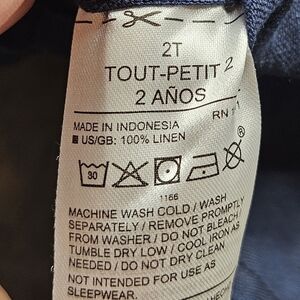 2T
TOUT-PETIT 2
2 AÑOS
MADE IN INDONESIA
RN
US/GB: 100% LINEN
30
1166
MACHINE WASH COLD / WASH
SEPARATELY / REMOVE PROMPTLY
FROM WASHER / DO NOT BLEACH /
TUMBLE DRY LOW / COOL IRON AS
NEEDED / DO NOT DRY CLEAN
NOT INTENDED FOR USE AS
SLEEPWEAR.